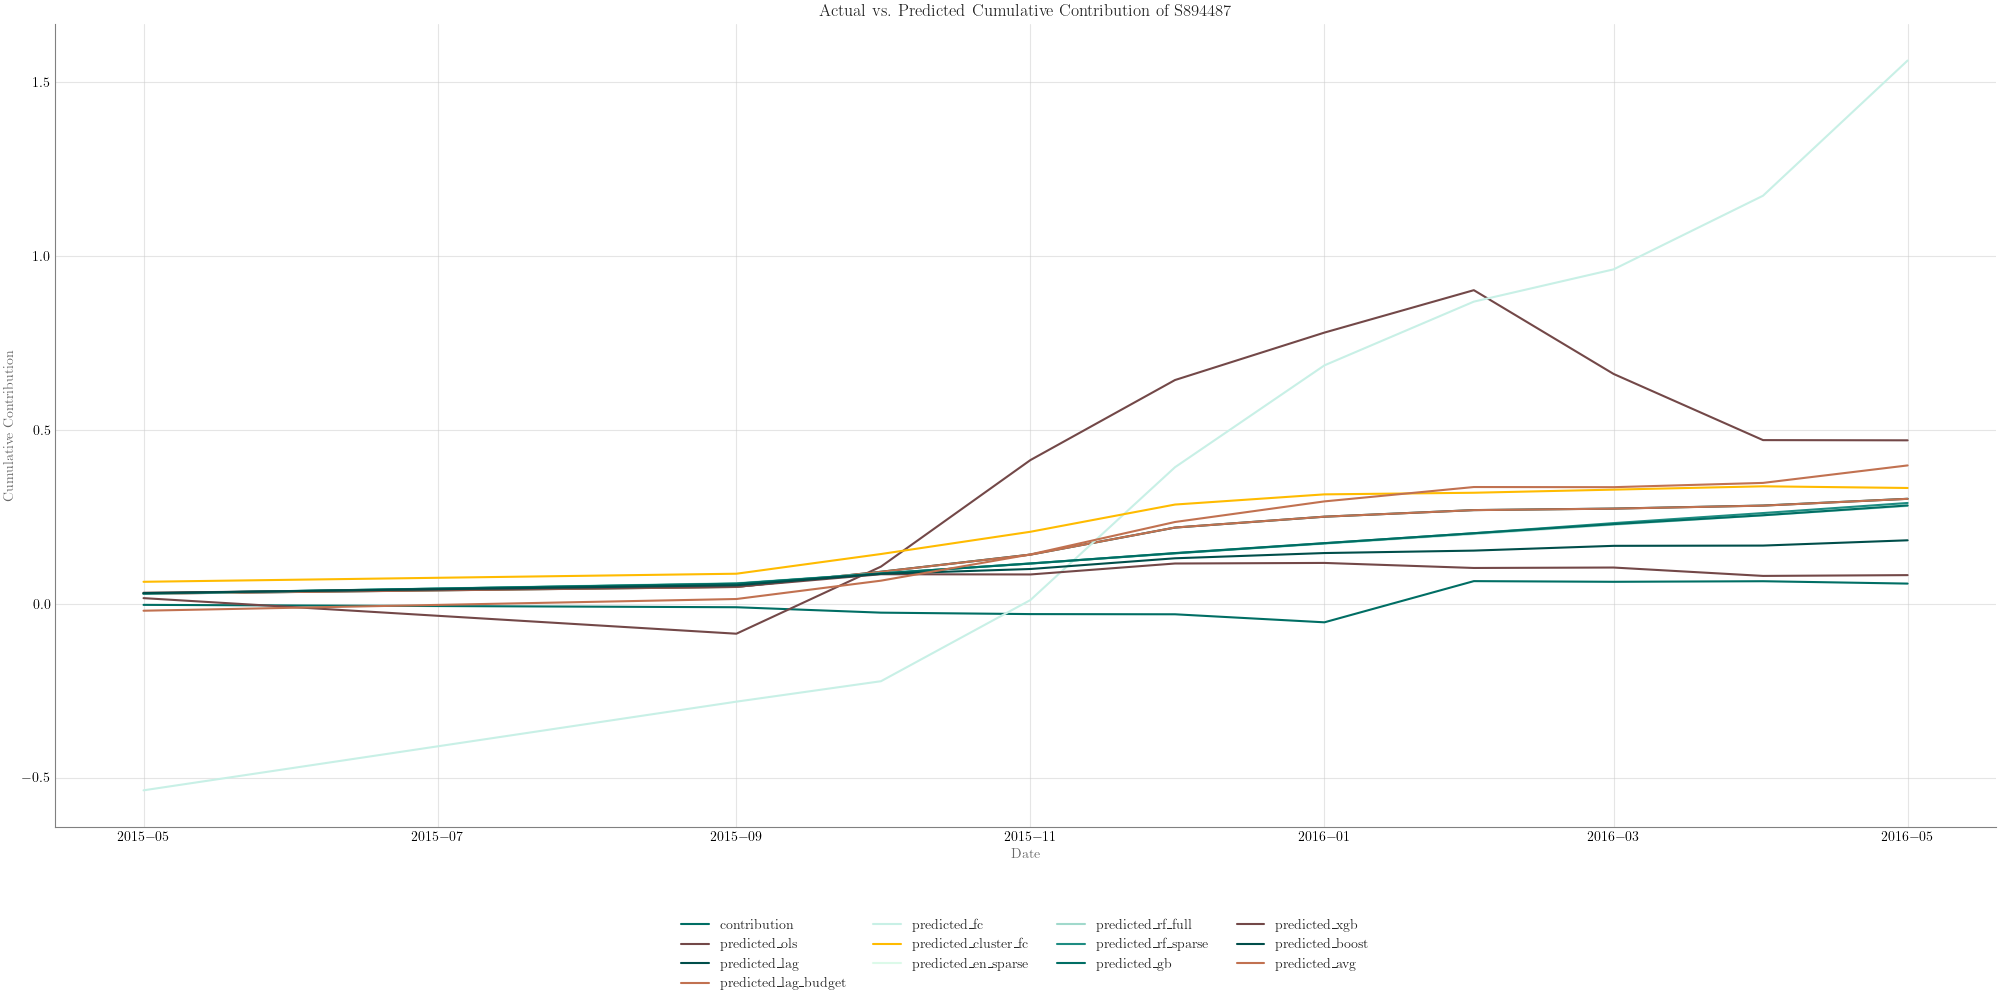 Actual vs. Predicted Cumulative Contribution of S894487
Cumulative Contribution
1.5
1.0
0.5
0.0
−0.5
2015−05 2015−07 2015−09 2015−11 2016−01 2016−03 2016−05
Date
contribution predicted_fc predicted_rf_full predicted_xgb
predicted_ols predicted_cluster_fc predicted_rf_sparse predicted_boost
predicted_lag predicted_en_sparse predicted_gb predicted_avg
predicted_lag_budget